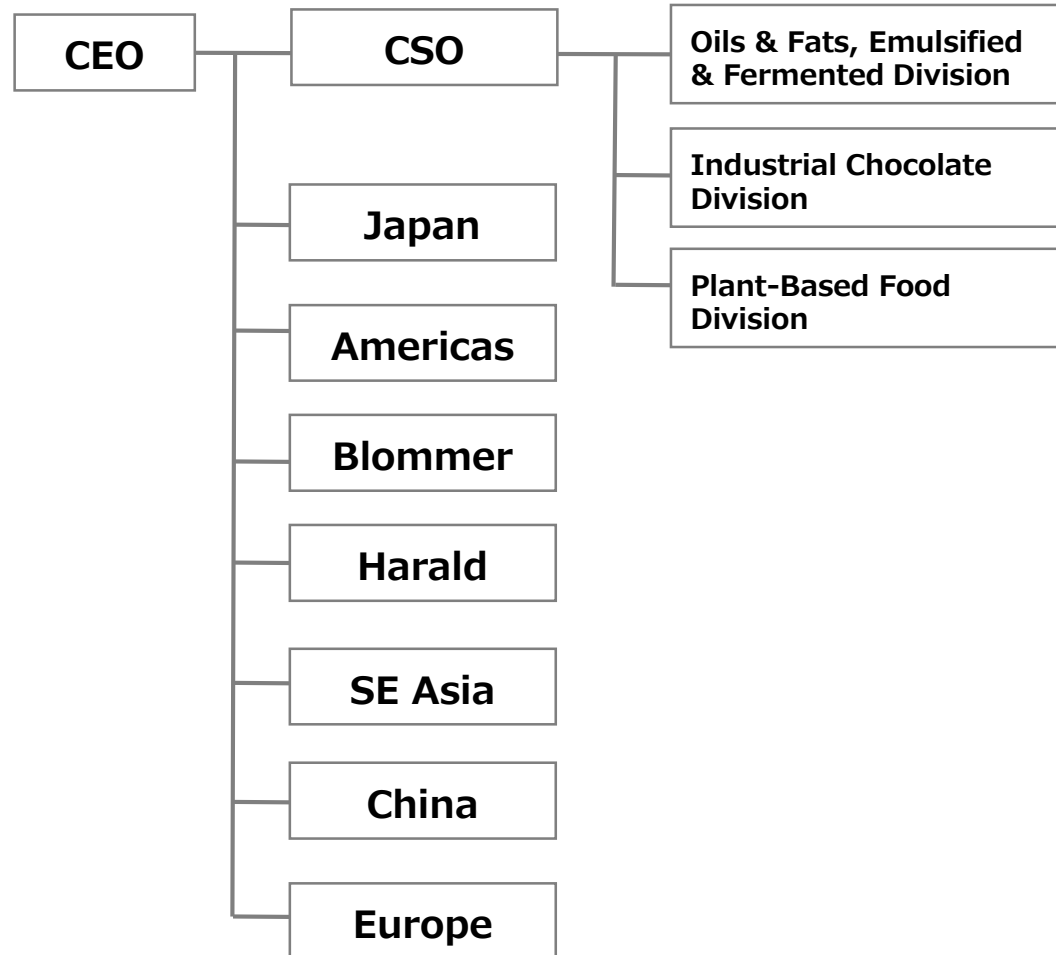 CEO
CSO
Oils & Fats, Emulsified
& Fermented Division
Industrial Chocolate
Division
Plant-Based Food
Division
Japan
Americas
Blommer
Harald
SE Asia
China
Europe